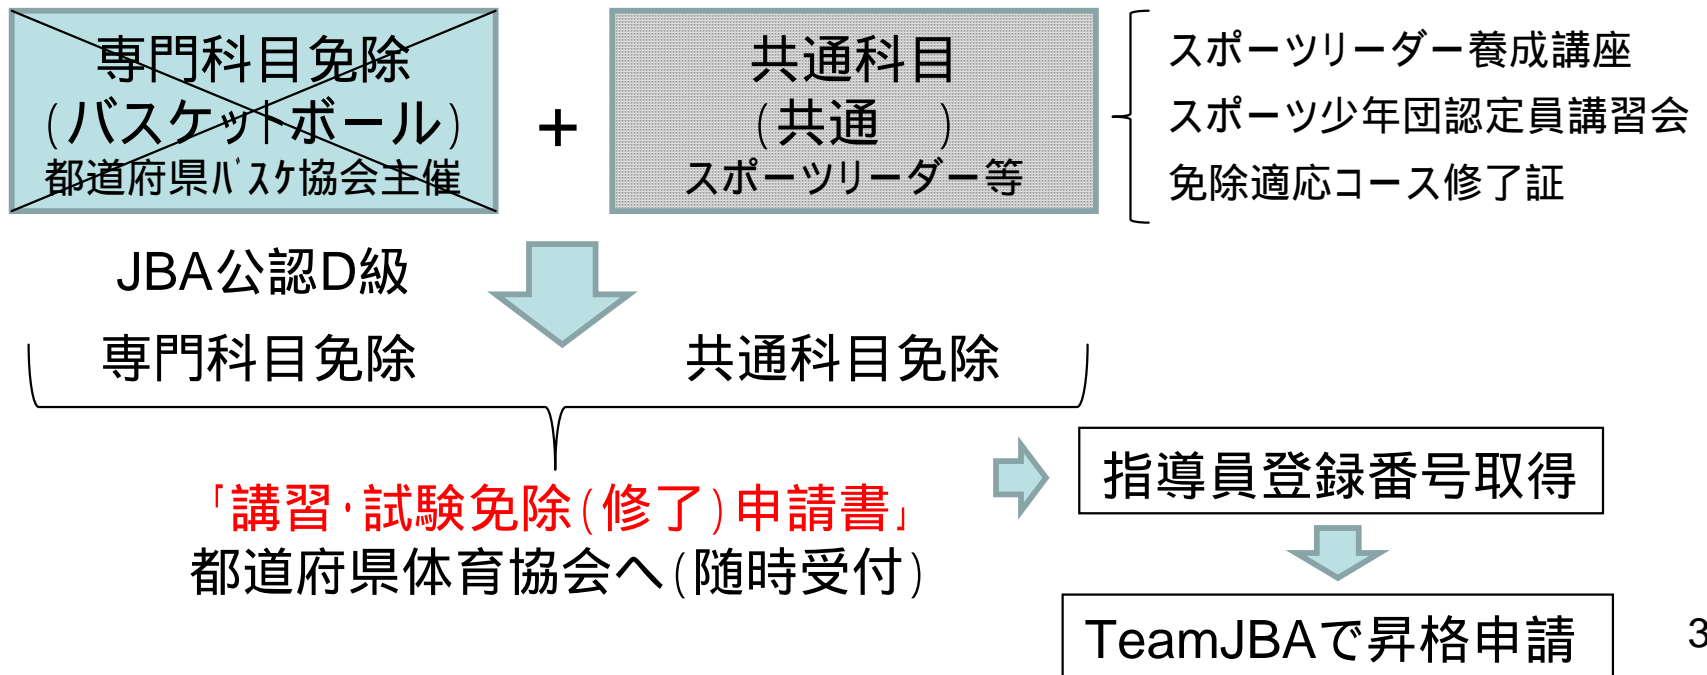 専門科目免除
(バスケットボール)
都道府県ﾊﾞｽｹ協会主催
+
共通科目
(共通　)
スポーツリーダー等
スポーツリーダー養成講座
スポーツ少年団認定員講習会
免除適応コース修了証
JBA公認D級
専門科目免除
共通科目免除
「講習・試験免除(修了)申請書」
都道府県体育協会へ(随時受付)
指導員登録番号取得
TeamJBAで昇格申請
3